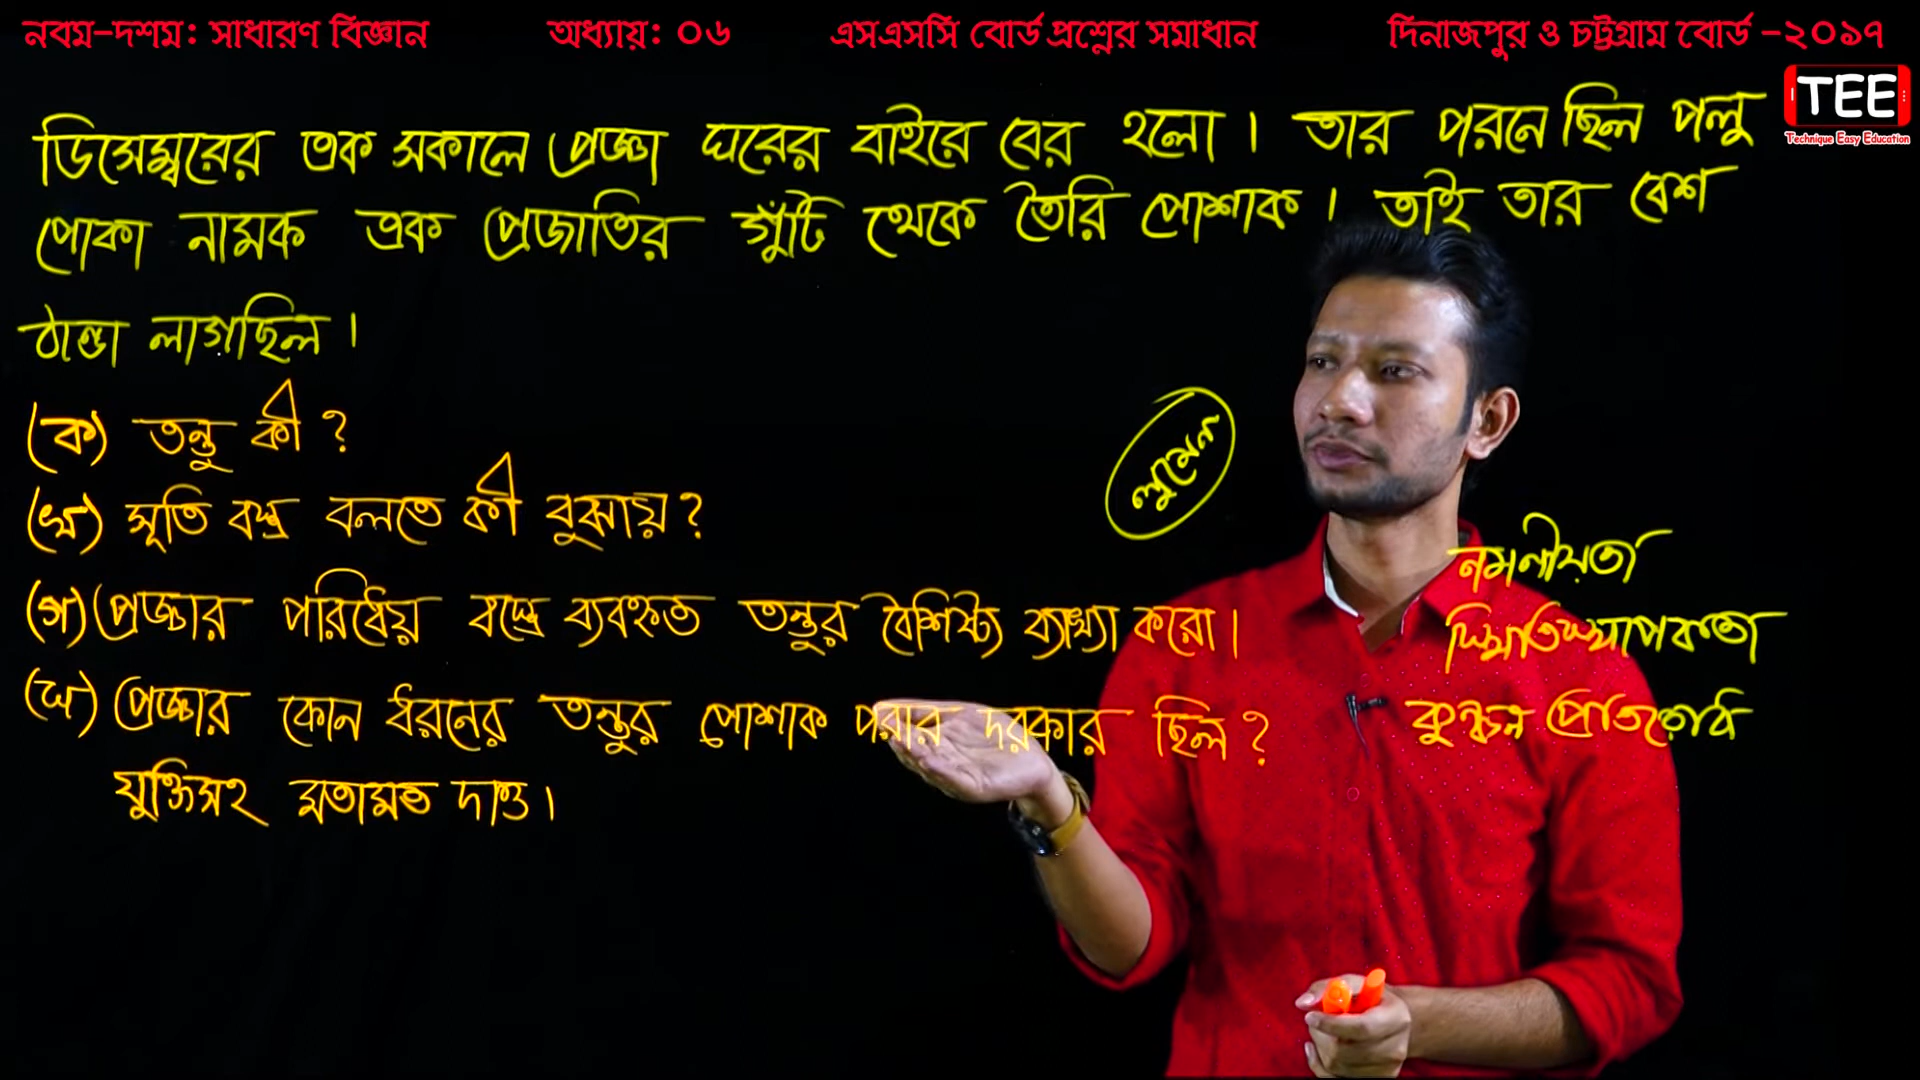 নবম-দশম: সাধারণ বিজ্ঞান অধ্যায়: ০৬ এসএসসি বোর্ড প্রশ্নের সমাধান দিনাজপুর ও চট্টগ্রাম বোর্ড -২০১৭
TEE
Technique Easy Education
ডিসেম্বরের এক সকালে প্রজ্ঞা ঘরের বাইরে বের হলো। তার পরনে ছিল পলু
পোকা নামক এক প্রজাতির গুঁটি থেকে তৈরি পোশাক। তাই তার বেশ
ঠান্ডা লাগছিল।
(ক) তন্তু কী?
(খ) সূতি বস্ত্র বলতে কী বুঝায়?
লুমেন
(গ) প্রজ্ঞার পরিধেয় বস্ত্রে ব্যবহৃত তন্তুর বৈশিষ্ট্য ব্যাখ্যা করো।
(ঘ) প্রজ্ঞার কোন ধরনের তন্তুর পোশাক পরার দরকার ছিল?
যুক্তিসহ মতামত দাও।
নমনীয়তা
স্থিতিস্থাপকতা
কুঞ্চন প্রতিরোধ